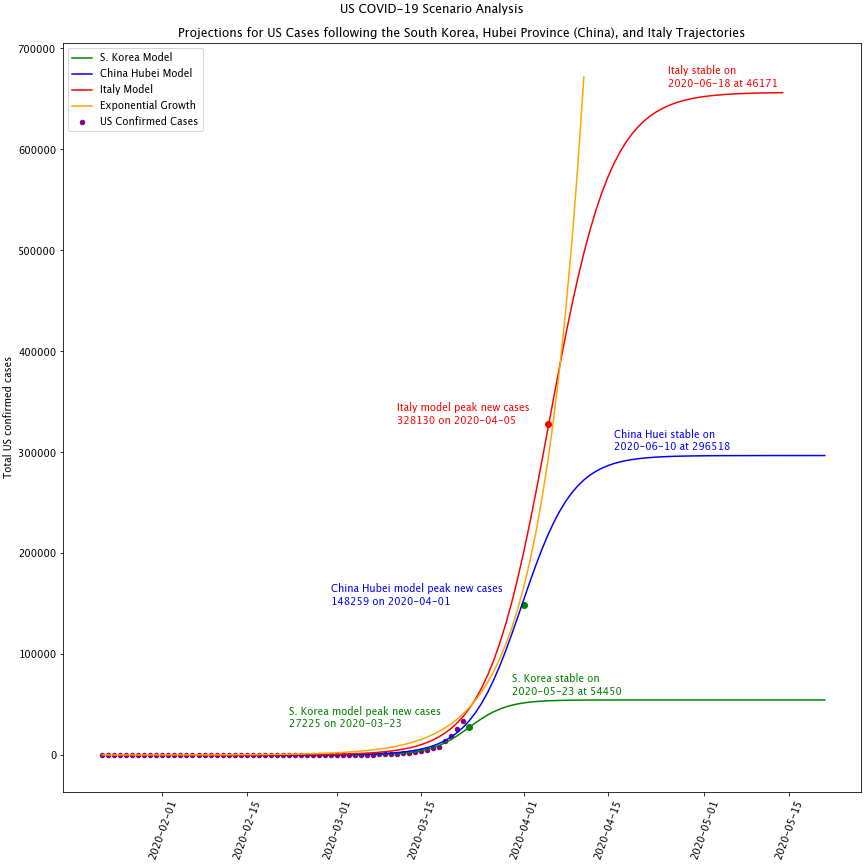 US COVID-19 Scenario Analysis
Projections for US Cases following the South Korea, Hubei Province (China), and Italy Trajectories
700000
S. Korea Model
China Hubei Model
Italy Model
Exponential Growth
US Confirmed Cases
Italy stable on
2020-06-18 at 46171
600000
500000
400000
Italy model peak new cases
328130 on 2020-04-05
Total US confirmed cases
China Huei stable on
2020-06-10 at 296518
300000
200000
China Hubei model peak new cases
148259 on 2020-04-01
100000
S. Korea stable on
2020-05-23 at 54450
S. Korea model peak new cases
27225 on 2020-03-23
0
2020-02-01
2020-02-15
2020-03-01
2020-03-15
2020-04-01
2020-04-15
2020-05-01
2020-05-15